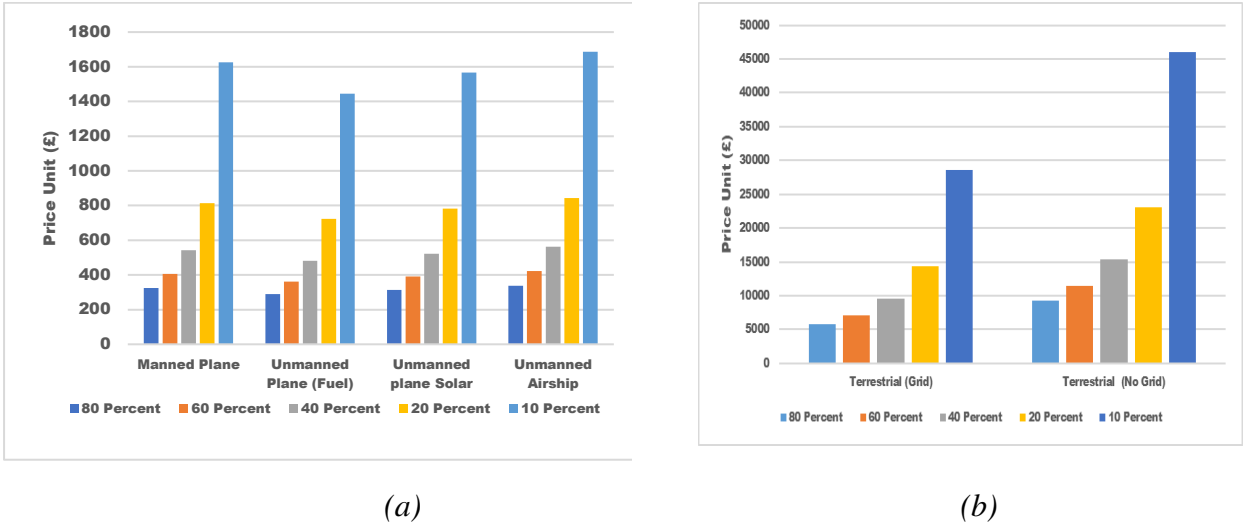 1800
1600
1400
1200
1000
800
600
400
200
0
Price Unit (£)
Manned Plane
Unmanned
Plane (Fuel)
Unmanned
plane Solar
Unmanned
Airship
80 Percent 60 Percent 40 Percent 20 Percent 10 Percent
(a)
50000
45000
40000
35000
30000
25000
20000
15000
10000
5000
0
Price Unit (£)
Terrestrial (Grid)
Terrestrial (No Grid)
80 Percent 60 Percent 40 Percent 20 Percent 10 Percent
(b)